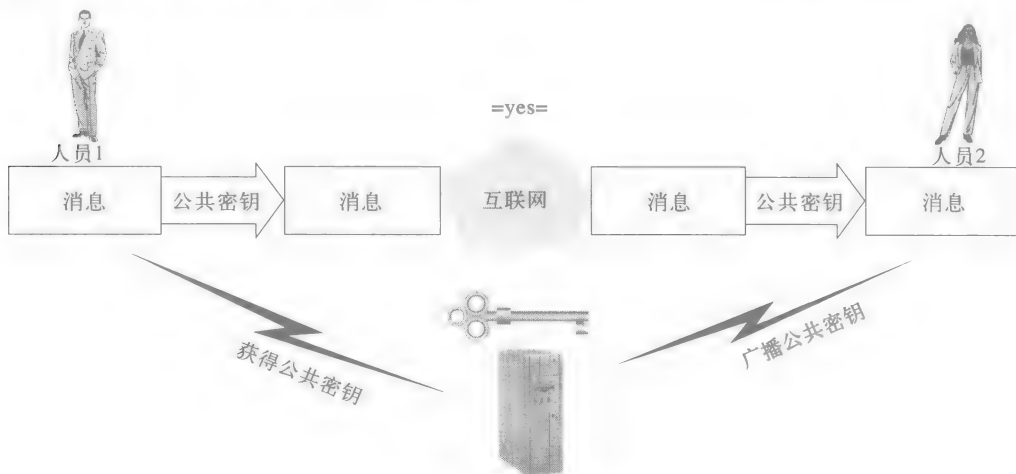 =yes=
人员1
人员2
消息
公共密钥
消息
互联网
消息
公共密钥
消息
获得公共密钥
广播公共密钥